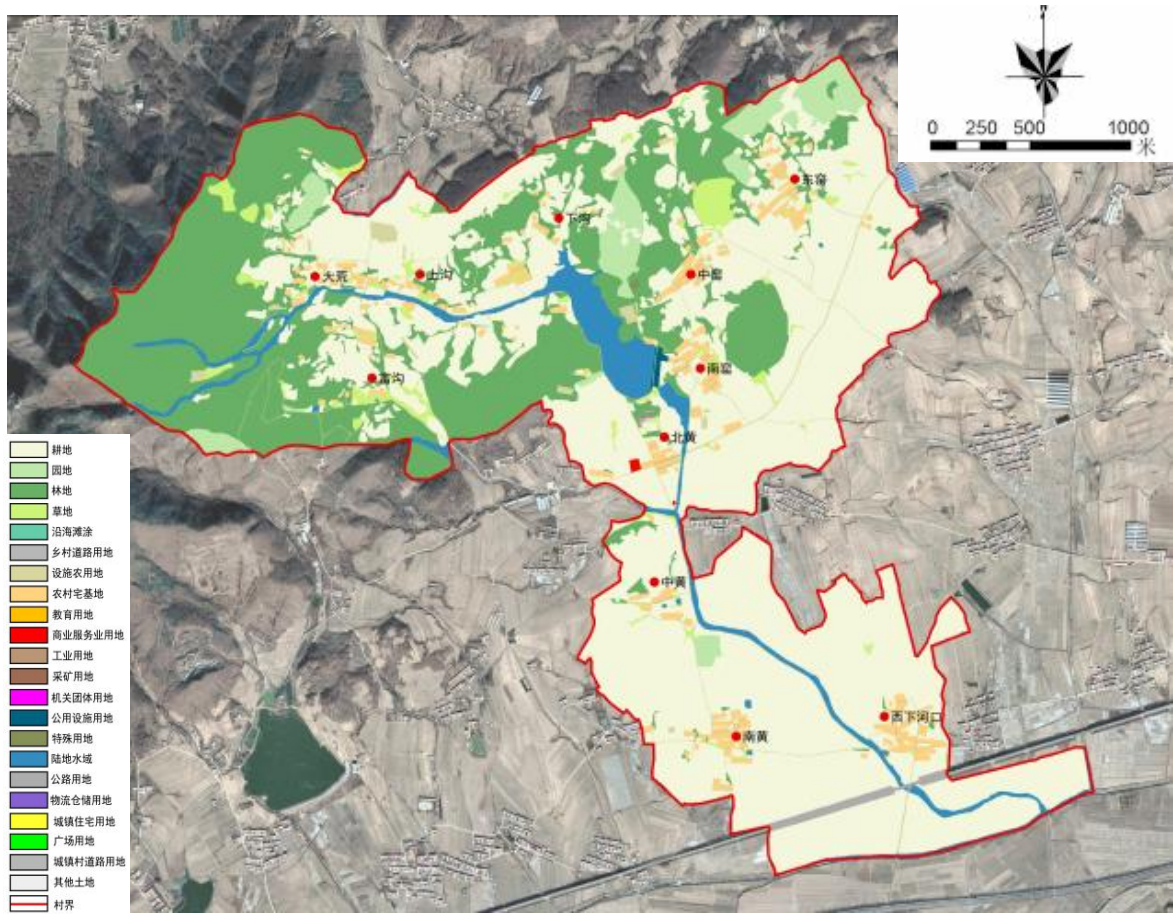 N
0 250 500 1000
米
东窑
下沟
中窑
大荒
上沟
南窑
富沟
北黄
中黄
西下河口
南黄
耕地
园地
林地
草地
沿海滩涂
乡村道路用地
设施农用地
农村宅基地
教育用地
商业服务业用地
工业用地
采矿用地
机关团体用地
公用设施用地
特殊用地
陆地水域
公路用地
物流仓储用地
城镇住宅用地
广场用地
城镇村道路用地
其他土地
村界